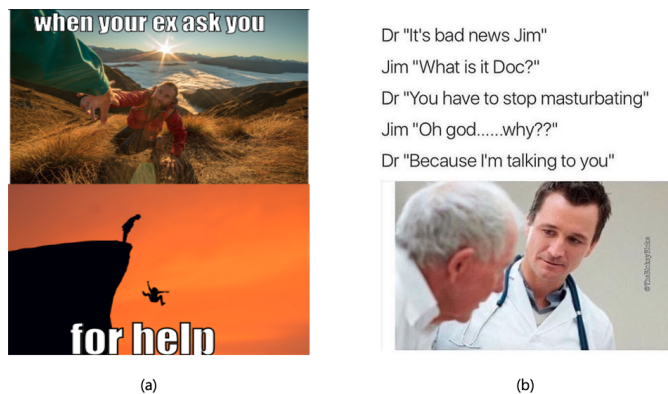 when your ex ask you
for help
(a)
Dr "It's bad news Jim"
Jim "What is it Doc?"
Dr "You have to stop masturbating"
Jim "Oh god......why??"
Dr "Because I'm talking to you"
(b)